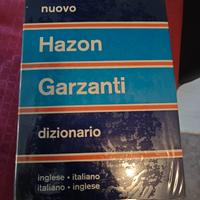 nuovo
Hazon
Garzanti
dizionario
inglese • italiano
italiano • inglese